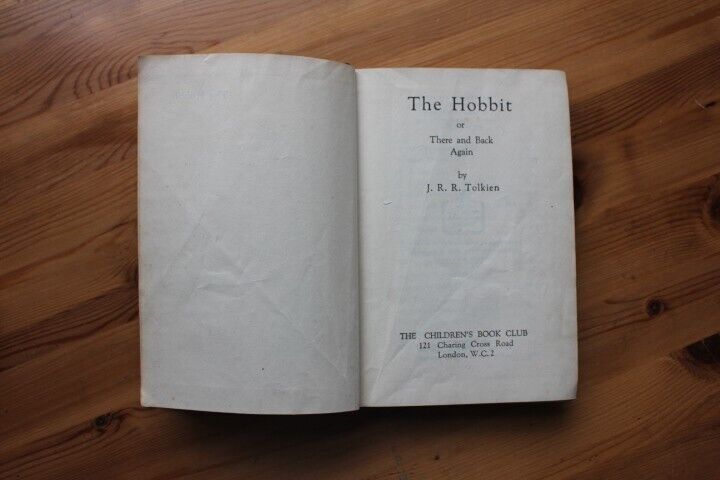 The Hobbit
or
There and Back
Again
by
J. R. R. Tolkien
THE CHILDREN'S BOOK CLUB
121 Charing Cross Road
London, W.C.2